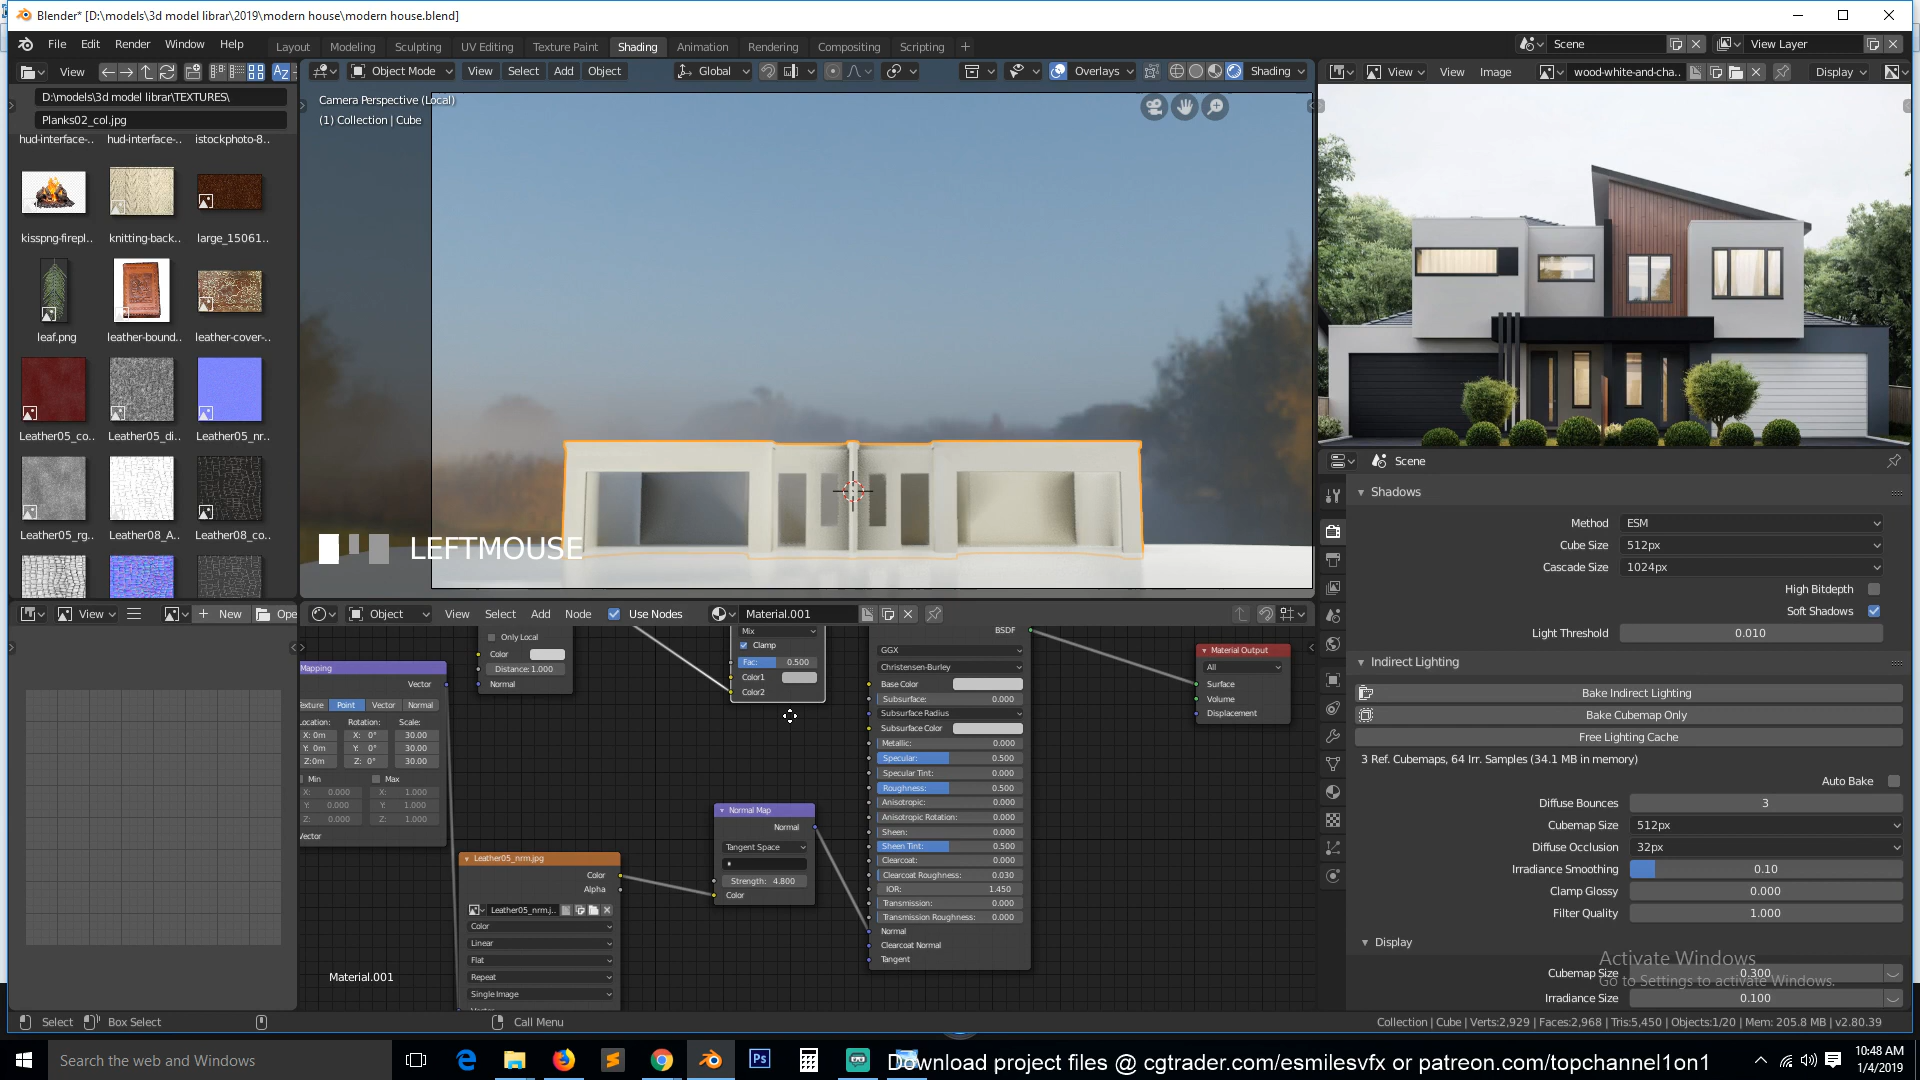 Blender* [D:\models\3d model librar\2019\modern house\modern house.blend]
File Edit Render Window Help
Layout Modeling Sculpting UV Editing Texture Paint Shading Animation Rendering Compositing Scripting +
Scene
View Layer
View
Object Mode View Select Add Object
Global
Overlays
Shading
View View Image
wood-white-and-cha..
Display
D:\models\3d model librar\TEXTURES\
Planks02_col.jpg
hud-interface-.. hud-interface-.. istockphoto-8..
kisspng-firepl.. knitting-back.. large_15061..
leaf.png leather-bound.. leather-cover-..
Leather05_co.. Leather05_di.. Leather05_nr..
Leather05_rg.. Leather08_A.. Leather08_co..
Camera Perspective (Local)
(1) Collection | Cube
LEFTMOUSE
Scene
Shadows
Method ESM
Cube Size 512px
Cascade Size 1024px
High Bitdepth
Soft Shadows
Light Threshold 0.010
Indirect Lighting
Bake Indirect Lighting
Bake Cubemap Only
Free Lighting Cache
3 Ref. Cubemaps, 64 Irr. Samples (34.1 MB in memory)
Auto Bake
Diffuse Bounces 3
Cubemap Size 512px
Diffuse Occlusion 32px
Irradiance Smoothing 0.10
Clamp Glossy 0.000
Filter Quality 1.000
Display
Cubemap Size 0.300
Irradiance Size 0.100
Activate Windows
Go to Settings to activate Windows.
View
New
Ope
Object View Select Add Node Use Nodes Material.001
Only Local
Color
Distance: 1.000
Normal
Mapping
Vector
Texture Point Vector Normal
Location: Rotation: Scale:
X: 0m X: 0° 30.00
Y: 0m Y: 0° 30.00
Z:0m Z: 0° 30.00
Min Max
X: 0.000 X: 1.000
Y: 0.000 Y: 1.000
Z: 0.000 Z: 1.000
Vector
Mix
Clamp
Fac: 0.500
Color1
Color2
Leather05_nrm.jpg
Color
Alpha
Leather05_nrm.j..
Color
Linear
Flat
Repeat
Single Image
Vector
Normal Map
Normal
Tangent Space
Strength: 4.800
Color
BSDF
GGX
Christensen-Burley
Base Color
Subsurface: 0.000
Subsurface Radius
Subsurface Color
Metallic: 0.000
Specular: 0.500
Specular Tint: 0.000
Roughness: 0.500
Anisotropic: 0.000
Anisotropic Rotation: 0.000
Sheen: 0.000
Sheen Tint: 0.500
Clearcoat: 0.000
Clearcoat Roughness: 0.030
IOR: 1.450
Transmission: 0.000
Transmission Roughness: 0.000
Normal
Clearcoat Normal
Tangent
Material Output
All
Surface
Volume
Displacement
Material.001
Select Box Select Call Menu
Collection | Cube | Verts:2,929 | Faces:2,968 | Tris:5,450 | Objects:1/20 | Mem: 205.8 MB | v2.80.39
Search the web and Windows
Download project files @ cgtrader.com/esmilesvfx or patreon.com/topchannel1on1
10:48 AM
1/4/2019